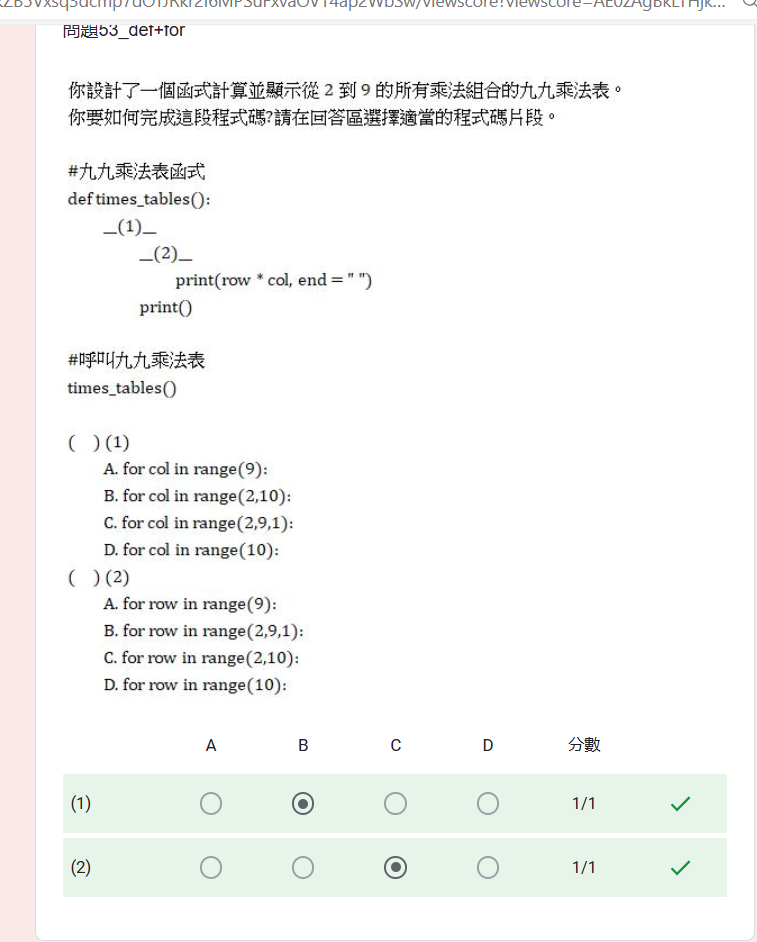 問題53_def+for
你設計了一個函式計算並顯示從 2 到 9 的所有乘法組合的九九乘法表。
你要如何完成這段程式碼?請在回答區選擇適當的程式碼片段。
#九九乘法表函式
def times_tables():
__(1)__
__(2)__
print(row * col, end = " ")
print()
#呼叫九九乘法表
times_tables()
( ) (1)
A. for col in range(9):
B. for col in range(2,10):
C. for col in range(2,9,1):
D. for col in range(10):
( ) (2)
A. for row in range(9):
B. for row in range(2,9,1):
C. for row in range(2,10):
D. for row in range(10):
A B C D 分數
(1) 1/1
(2) 1/1